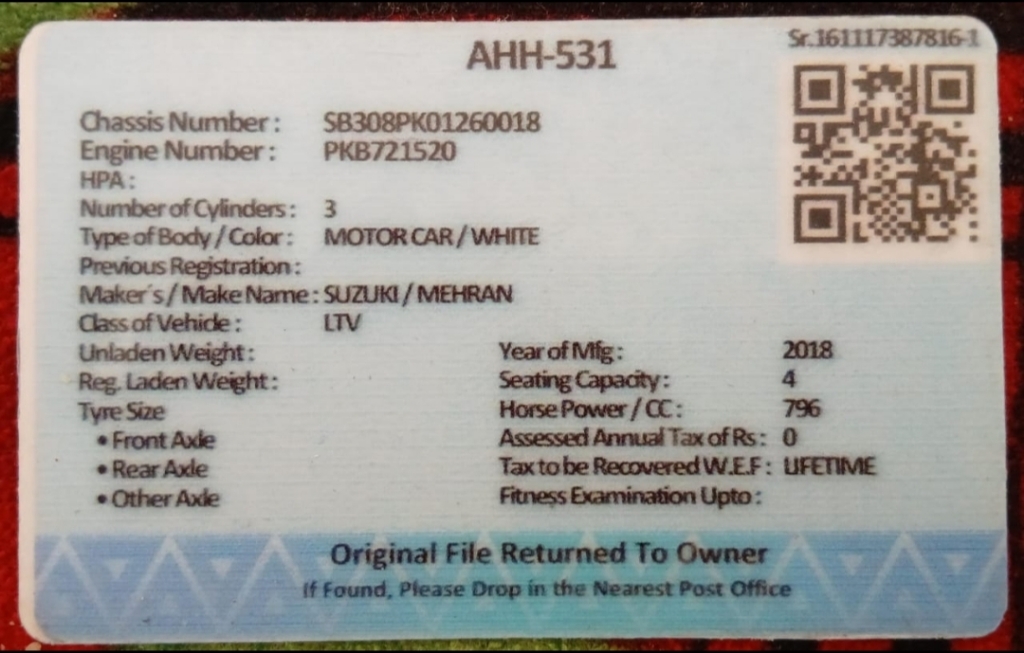 Sr.161117387816-1
AHH-531
Chassis Number : SB308PK01260018
Engine Number : PKB721520
HPA :
Number of Cylinders : 3
Type of Body / Color : MOTOR CAR / WHITE
Previous Registration :
Maker's / Make Name : SUZUKI / MEHRAN
Class of Vehicle : LTV
Unladen Weight : Year of Mfg : 2018
Reg. Laden Weight : Seating Capacity : 4
Tyre Size Horse Power / CC : 796
• Front Axle Assessed Annual Tax of Rs : 0
• Rear Axle Tax to be Recovered W.E.F : LIFETIME
• Other Axle Fitness Examination Upto :
Original File Returned To Owner
If Found, Please Drop in the Nearest Post Office